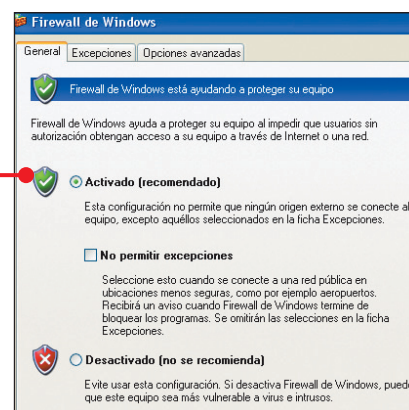 Firewall de Windows
General Excepciones Opciones avanzadas
Firewall de Windows está ayudando a proteger su equipo
Firewall de Windows ayuda a proteger su equipo al impedir que usuarios sin
autorización obtengan acceso a su equipo a través de Internet o una red.
Activado (recomendado)
Esta configuración no permite que ningún origen externo se conecte al
equipo, excepto aquéllos seleccionados en la ficha Excepciones.
No permitir excepciones
Seleccione esto cuando se conecte a una red pública en
ubicaciones menos seguras, como por ejemplo aeropuertos.
Recibirá un aviso cuando Firewall de Windows termine de
bloquear los programas. Se omitirán las selecciones en la ficha
Excepciones.
Desactivado (no se recomienda)
Evite usar esta configuración. Si desactiva Firewall de Windows, puede
que este equipo sea más vulnerable a virus e intrusos.